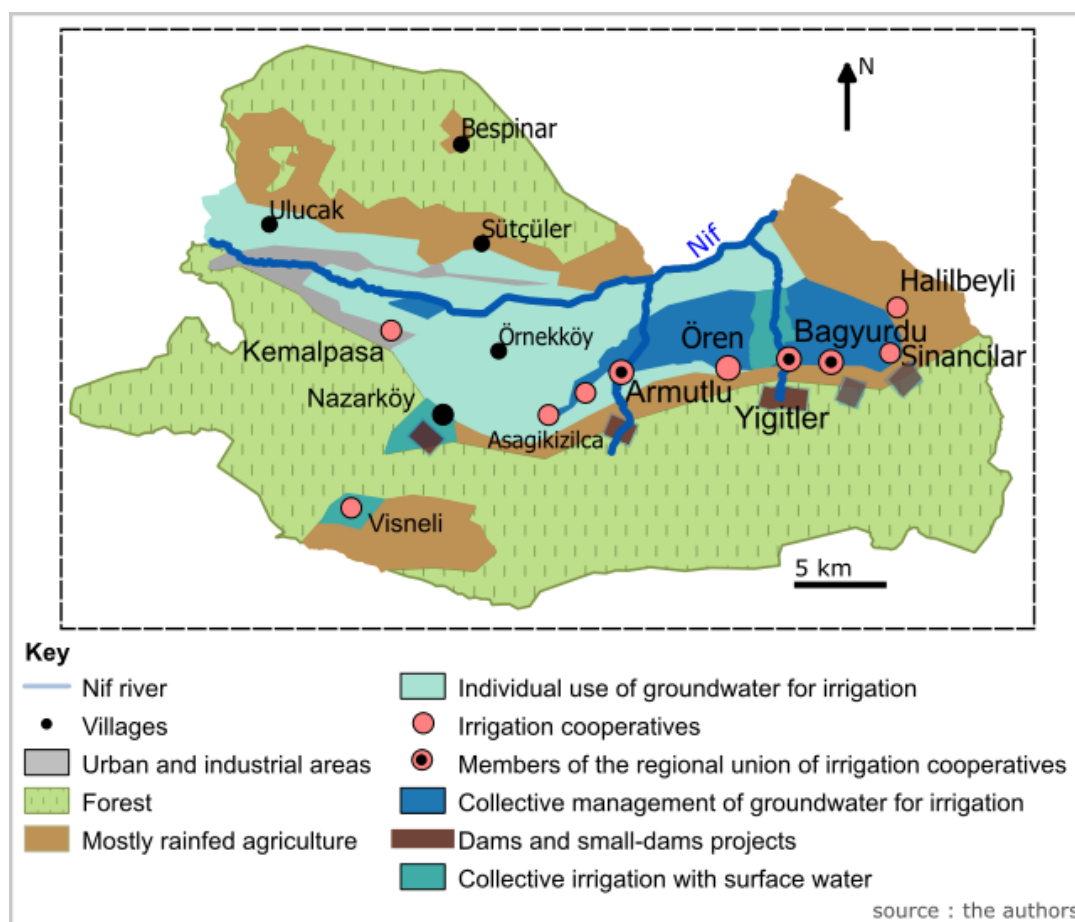 N
Bespinar
Ulucak
Sütçüler
Nif
Halilbeyli
Kemalpasa
Örnekköy
Ören
Bagyurdu
Sinancilar
Nazarköy
Armutlu
Asagikizilca
Yigitler
Visneli
5 km
Key
Nif river
Villages
Urban and industrial areas
Forest
Mostly rainfed agriculture
Individual use of groundwater for irrigation
Irrigation cooperatives
Members of the regional union of irrigation cooperatives
Collective management of groundwater for irrigation
Dams and small-dams projects
Collective irrigation with surface water
source : the authors